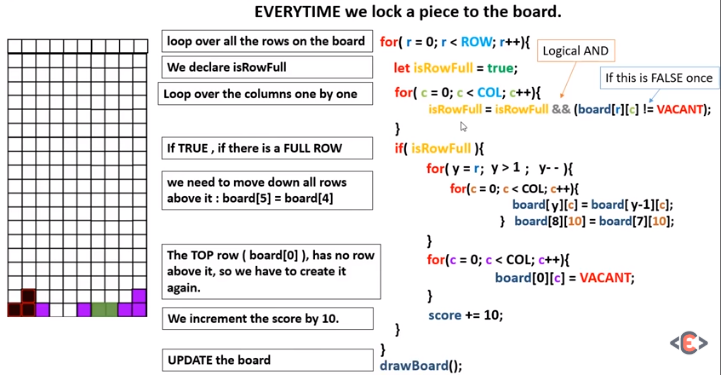 EVERYTIME we lock a piece to the board.
loop over all the rows on the board
for( r = 0; r < ROW; r++){
Logical AND
We declare isRowFull
let isRowFull = true;
If this is FALSE once
Loop over the columns one by one
for( c = 0; c < COL; c++){
isRowFull = isRowFull && (board[r][c] != VACANT);
}
If TRUE , if there is a FULL ROW
if( isRowFull ){
for( y = r; y > 1 ; y- - ){
we need to move down all rows
above it : board[5] = board[4]
for(c = 0; c < COL; c++){
board[ y][c] = board[ y-1][c];
} board[8][10] = board[7][10];
}
The TOP row ( board[0] ), has no row
above it, so we have to create it
again.
for(c = 0; c < COL; c++){
board[0][c] = VACANT;
}
We increment the score by 10.
score += 10;
}
}
UPDATE the board
drawBoard();
<E>